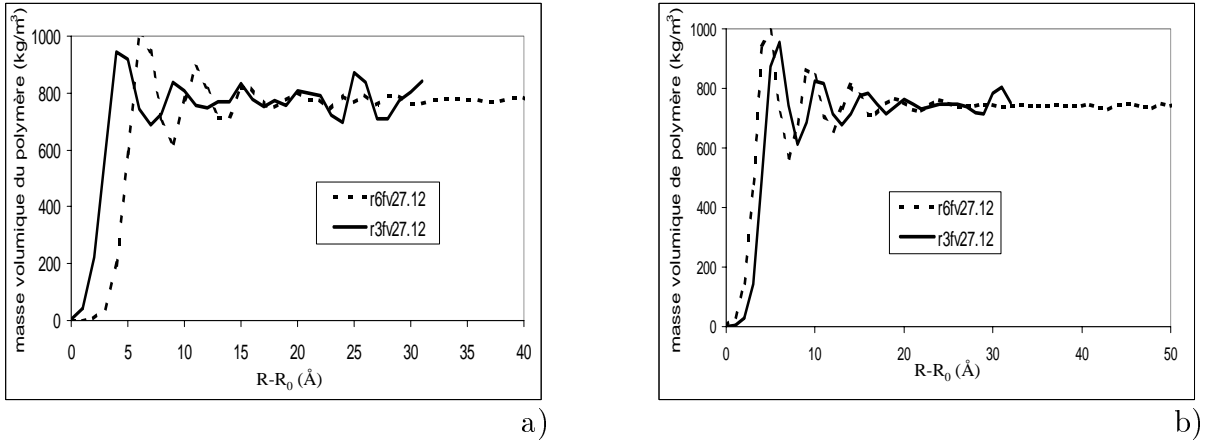 masse volumique du polymère (kg/m³)
1000
800
600
400
200
0
0 5 10 15 20 25 30 35 40
R-R₀ (Å)
r6fv27.12
r3fv27.12
a)
masse volumique de polymère (kg/m³)
1000
800
600
400
200
0
0 10 20 30 40 50
R-R₀ (Å)
r6fv27.12
r3fv27.12
b)